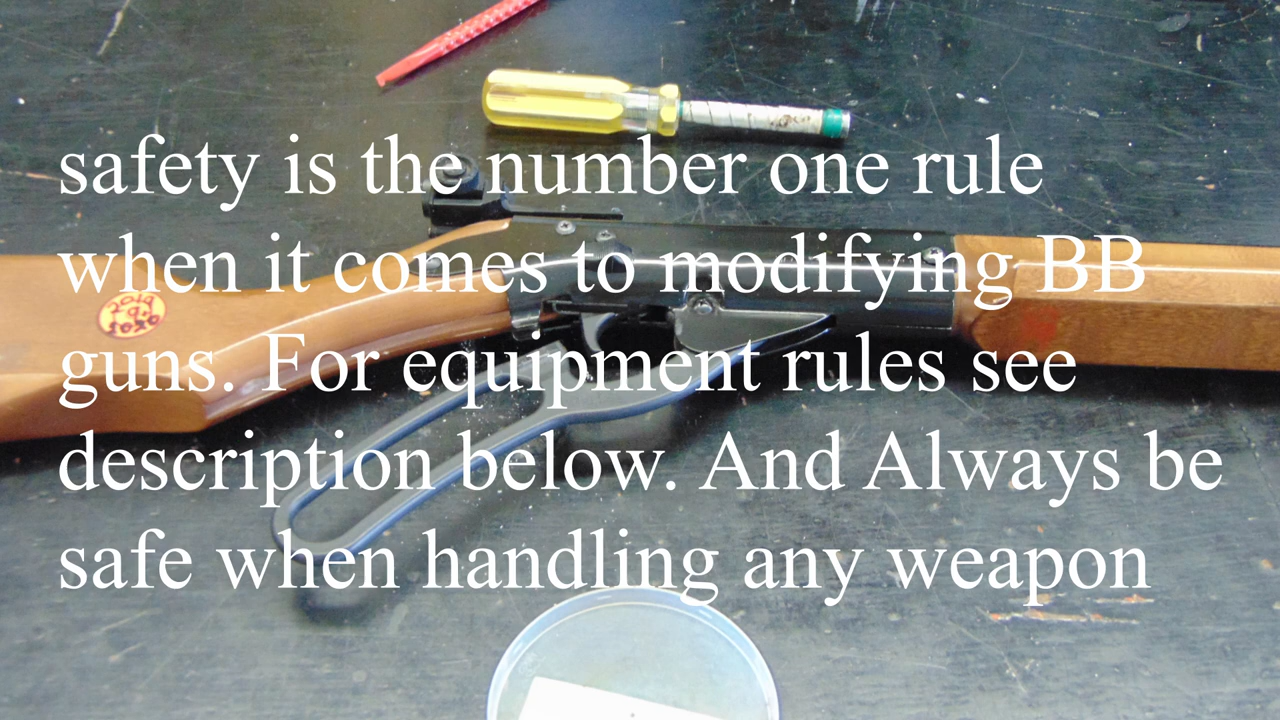 safety is the number one rule
when it comes to modifying BB
guns. For equipment rules see
description below. And Always be
safe when handling any weapon